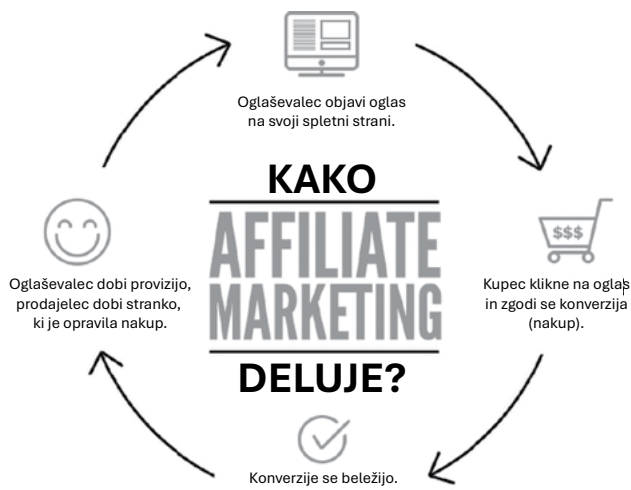 Oglaševalec objavi oglas
na svoji spletni strani.
KAKO
AFFILIATE
MARKETING
DELUJE?
$$$
Kupec klikne na oglas
in zgodi se konverzija
(nakup).
Konverzije se beležijo.
Oglaševalec dobi provizijo,
prodajelec dobi stranko,
ki je opravila nakup.